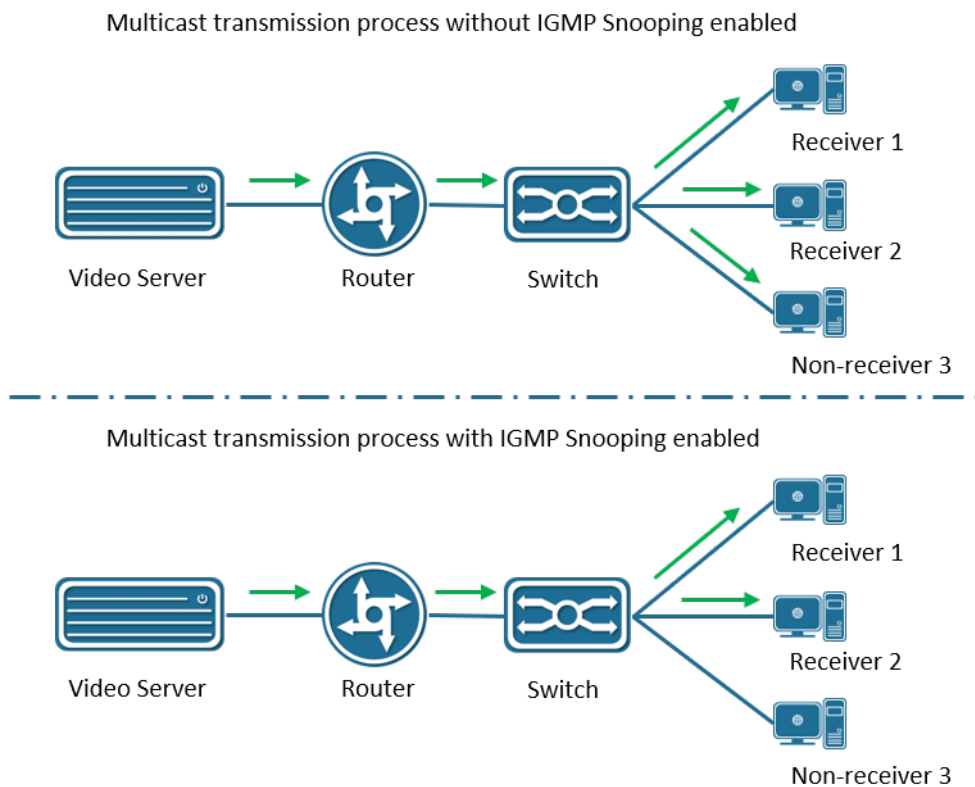 Multicast transmission process without IGMP Snooping enabled
Receiver 1
Receiver 2
Video Server
Router
Switch
Non-receiver 3
Multicast transmission process with IGMP Snooping enabled
Receiver 1
Receiver 2
Video Server
Router
Switch
Non-receiver 3